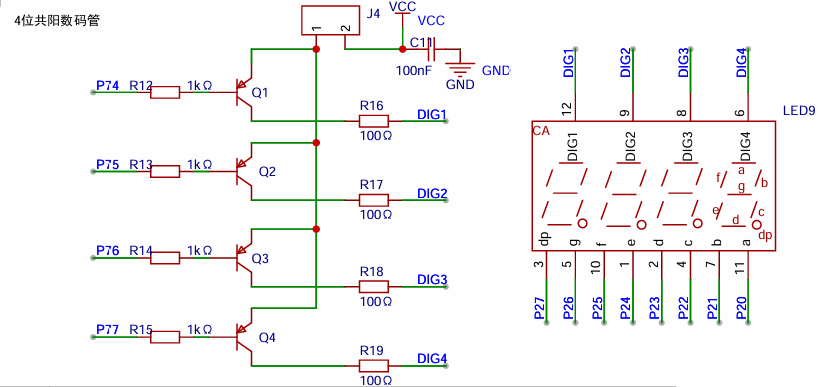 4位共阳数码管
1
2
J4
VCC
VCC
C11
100nF
GND
GND
P74
R12
1kΩ
Q1
R16
100Ω
DIG1
P75
R13
1kΩ
Q2
R17
100Ω
DIG2
P76
R14
1kΩ
Q3
R18
100Ω
DIG3
P77
R15
1kΩ
Q4
R19
100Ω
DIG4
DIG1
DIG2
DIG3
DIG4
12
9
8
6
LED9
CA
DIG1
DIG2
DIG3
DIG4
a
f
b
g
e
c
d
dp
dp
g
f
e
d
c
b
a
3
5
10
1
2
4
7
11
P27
P26
P25
P24
P23
P22
P21
P20